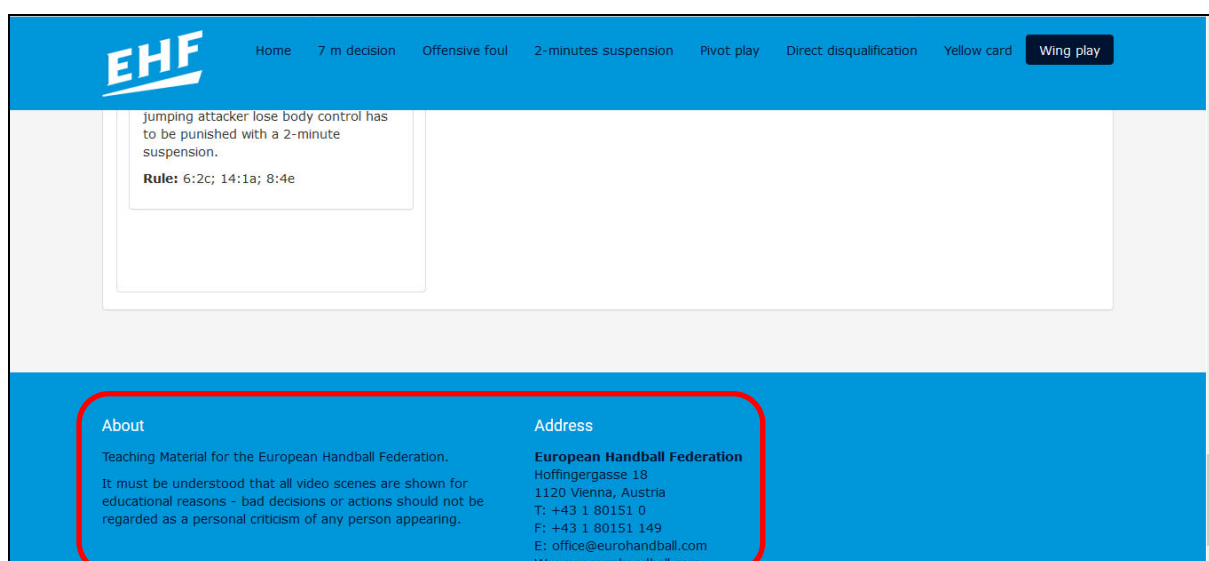 EHF
Home 7 m decision Offensive foul 2-minutes suspension Pivot play Direct disqualification Yellow card Wing play
jumping attacker lose body control has
to be punished with a 2-minute
suspension.
Rule: 6:2c; 14:1a; 8:4e
About
Teaching Material for the European Handball Federation.
It must be understood that all video scenes are shown for
educational reasons - bad decisions or actions should not be
regarded as a personal criticism of any person appearing.
Address
European Handball Federation
Hoffingergasse 18
1120 Vienna, Austria
T: +43 1 80151 0
F: +43 1 80151 149
E: office@eurohandball.com